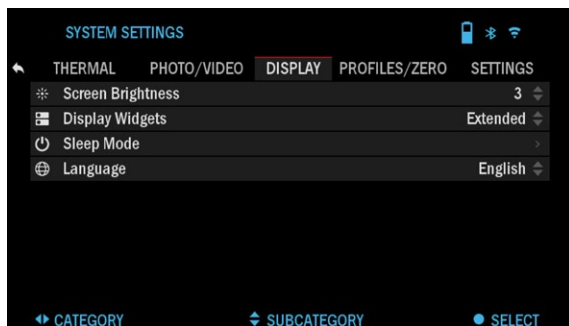 SYSTEM SETTINGS
THERMAL PHOTO/VIDEO DISPLAY PROFILES/ZERO SETTINGS
Screen Brightness 3
Display Widgets Extended
Sleep Mode
Language English
CATEGORY SUBCATEGORY SELECT